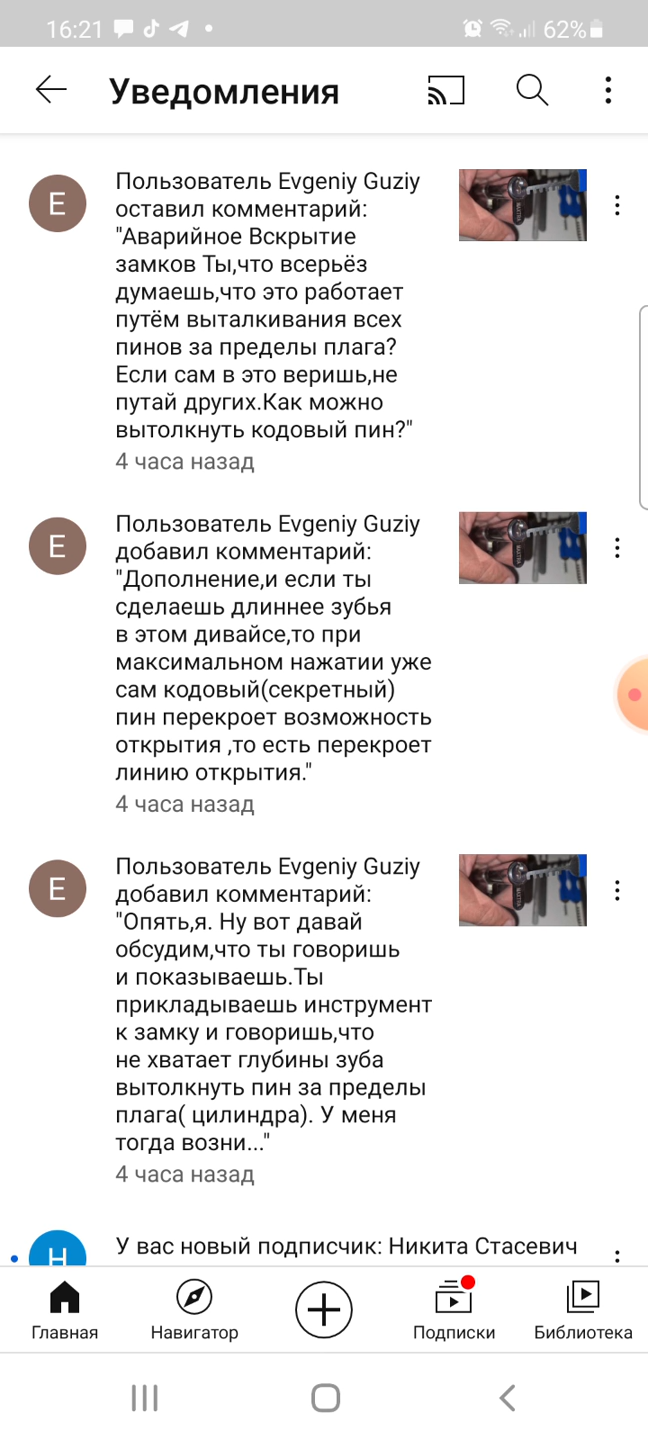 16:21
62%
Уведомления
E
Пользователь Evgeniy Guziy
оставил комментарий:
"Аварийное Вскрытие
замков Ты,что всерьёз
думаешь,что это работает
путём выталкивания всех
пинов за пределы плага?
Если сам в это веришь,не
путай других.Как можно
вытолкнуть кодовый пин?"
4 часа назад
E
Пользователь Evgeniy Guziy
добавил комментарий:
"Дополнение,и если ты
сделаешь длиннее зубья
в этом дивайсе,то при
максимальном нажатии уже
сам кодовый(секретный)
пин перекроет возможность
открытия ,то есть перекроет
линию открытия."
4 часа назад
E
Пользователь Evgeniy Guziy
добавил комментарий:
"Опять,я. Ну вот давай
обсудим,что ты говоришь
и показываешь.Ты
прикладываешь инструмент
к замку и говоришь,что
не хватает глубины зуба
вытолкнуть пин за пределы
плага( цилиндра). У меня
тогда возни..."
4 часа назад
Н
У вас новый подписчик: Никита Стасевич
Главная
Навигатор
Подписки
Библиотека